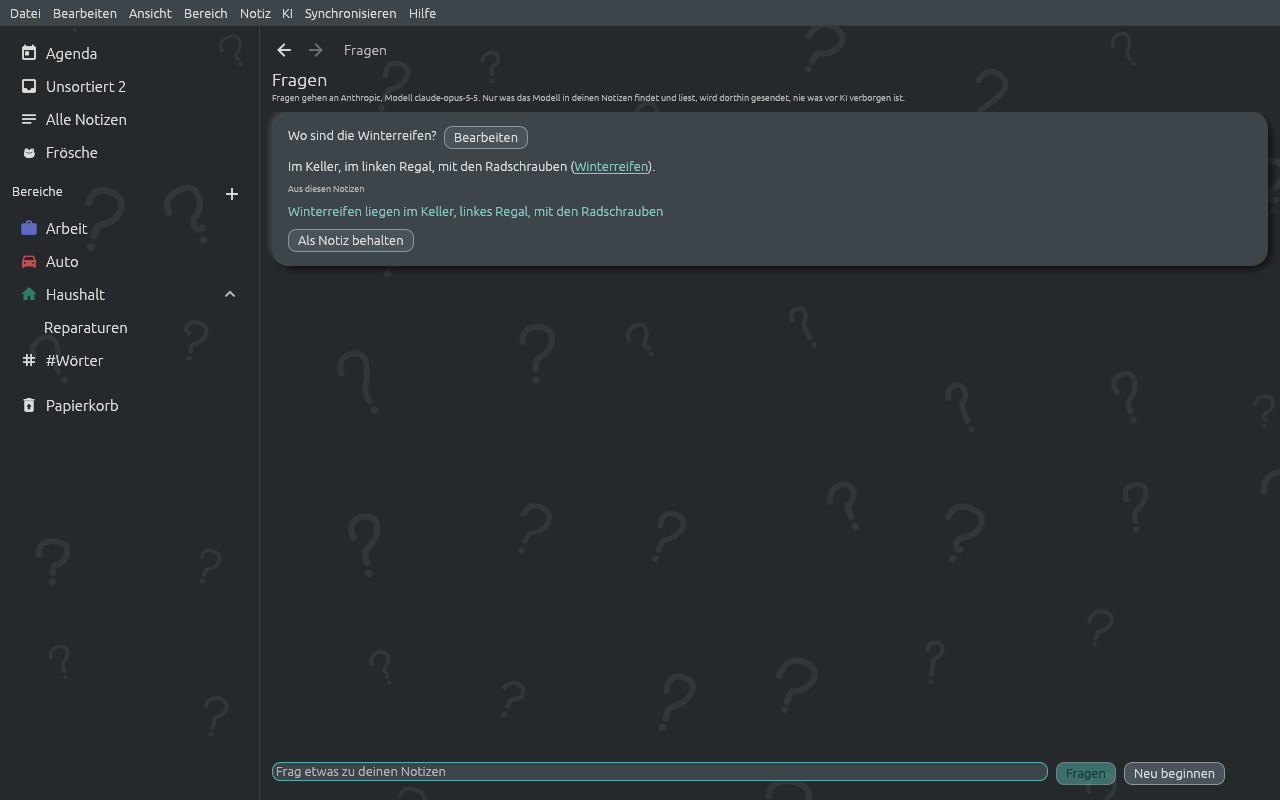 Datei Bearbeiten Ansicht Bereich Notiz KI Synchronisieren Hilfe
Agenda
Unsortiert 2
Alle Notizen
Frösche
Bereiche
Arbeit
Auto
Haushalt
Reparaturen
#Wörter
Papierkorb
Fragen
Fragen
Fragen gehen an Anthropic, Modell claude-opus-5-5. Nur was das Modell in deinen Notizen findet und liest, wird dorthin gesendet, nie was vor KI verborgen ist.
Wo sind die Winterreifen? Bearbeiten
Im Keller, im linken Regal, mit den Radschrauben (Winterreifen).
Aus diesen Notizen
Winterreifen liegen im Keller, linkes Regal, mit den Radschrauben
Als Notiz behalten
Frag etwas zu deinen Notizen Fragen Neu beginnen